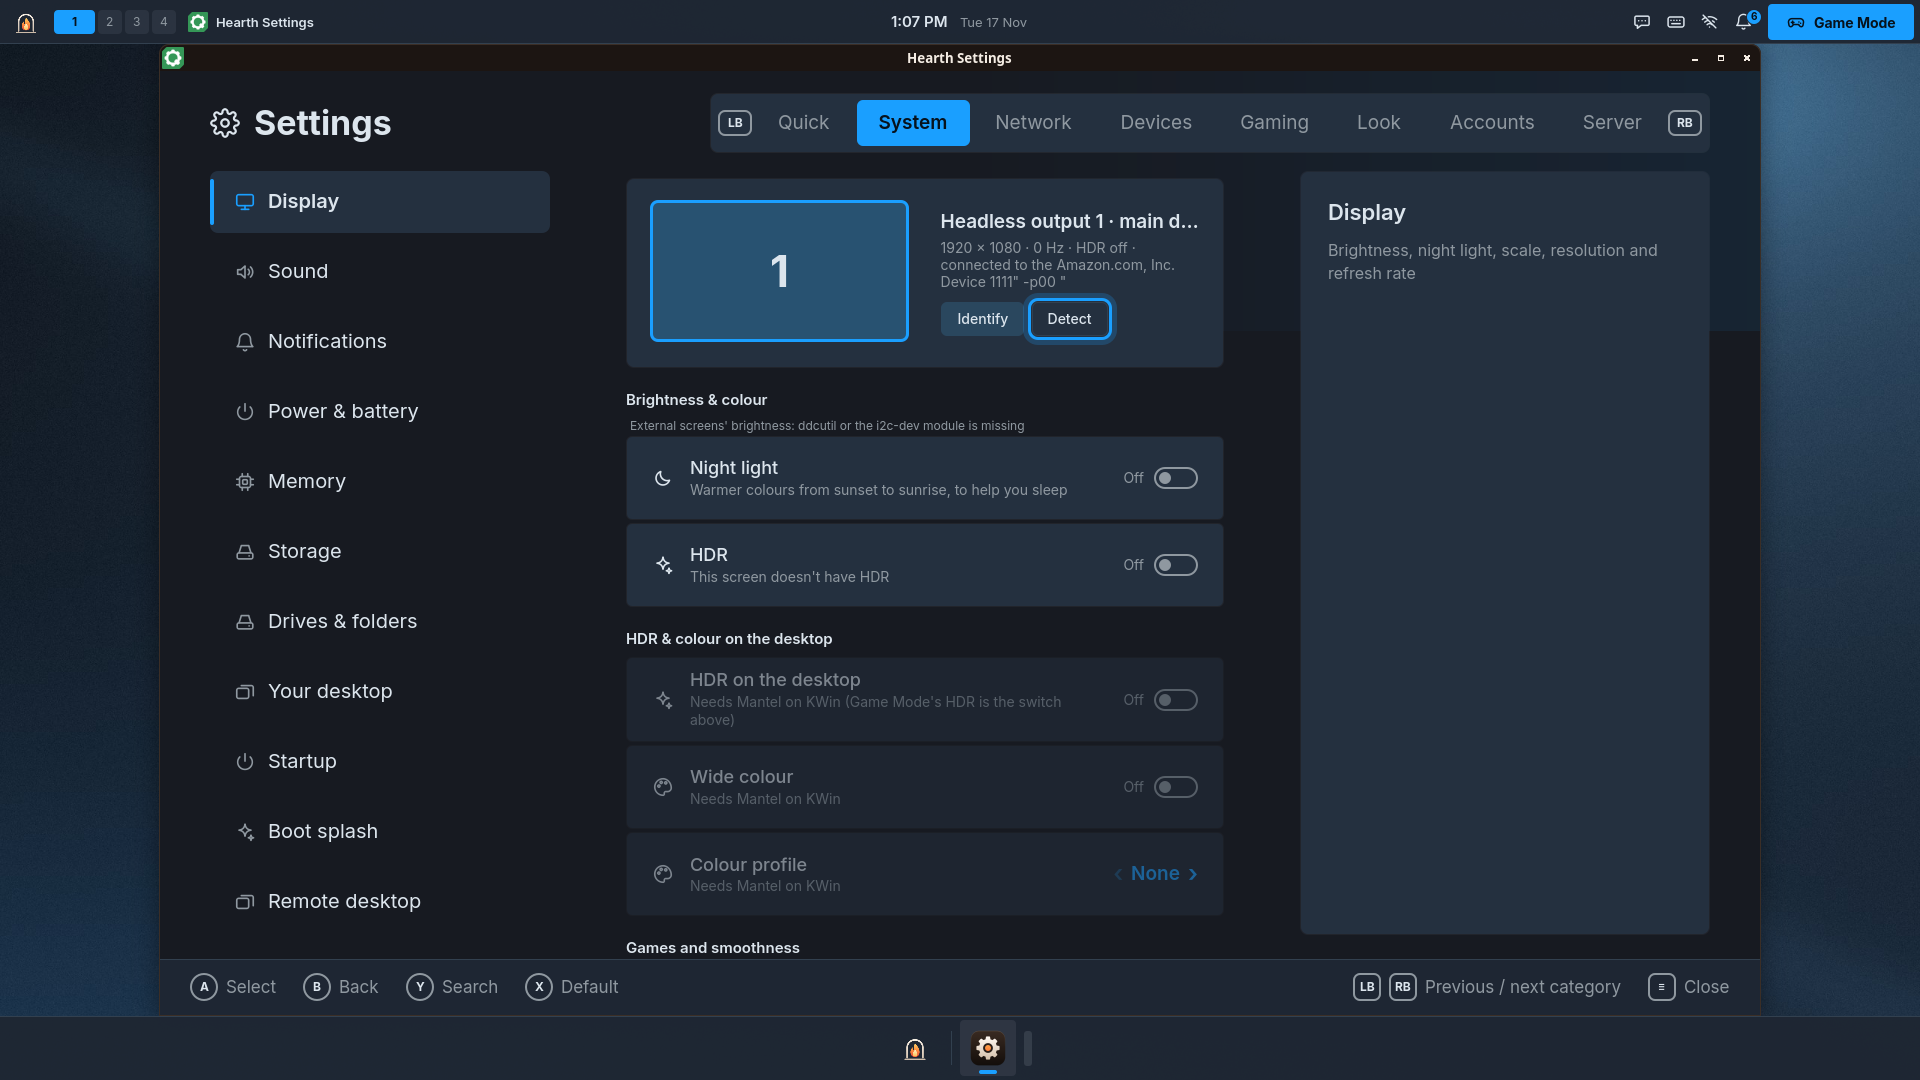 1
2
3
4
Hearth Settings
1:07 PM
Tue 17 Nov
6
Game Mode
Hearth Settings
Settings
LB
Quick
System
Network
Devices
Gaming
Look
Accounts
Server
RB
Display
Sound
Notifications
Power & battery
Memory
Storage
Drives & folders
Your desktop
Startup
Boot splash
Remote desktop
1
Headless output 1 · main d...
1920 × 1080 · 0 Hz · HDR off ·
connected to the Amazon.com, Inc.
Device 1111" -p00 "
Identify
Detect
Brightness & colour
External screens' brightness: ddcutil or the i2c-dev module is missing
Night light
Warmer colours from sunset to sunrise, to help you sleep
Off
HDR
This screen doesn't have HDR
Off
HDR & colour on the desktop
HDR on the desktop
Needs Mantel on KWin (Game Mode's HDR is the switch
above)
Off
Wide colour
Needs Mantel on KWin
Off
Colour profile
Needs Mantel on KWin
None
Games and smoothness
Display
Brightness, night light, scale, resolution and
refresh rate
A Select
B Back
Y Search
X Default
LB RB Previous / next category
Close